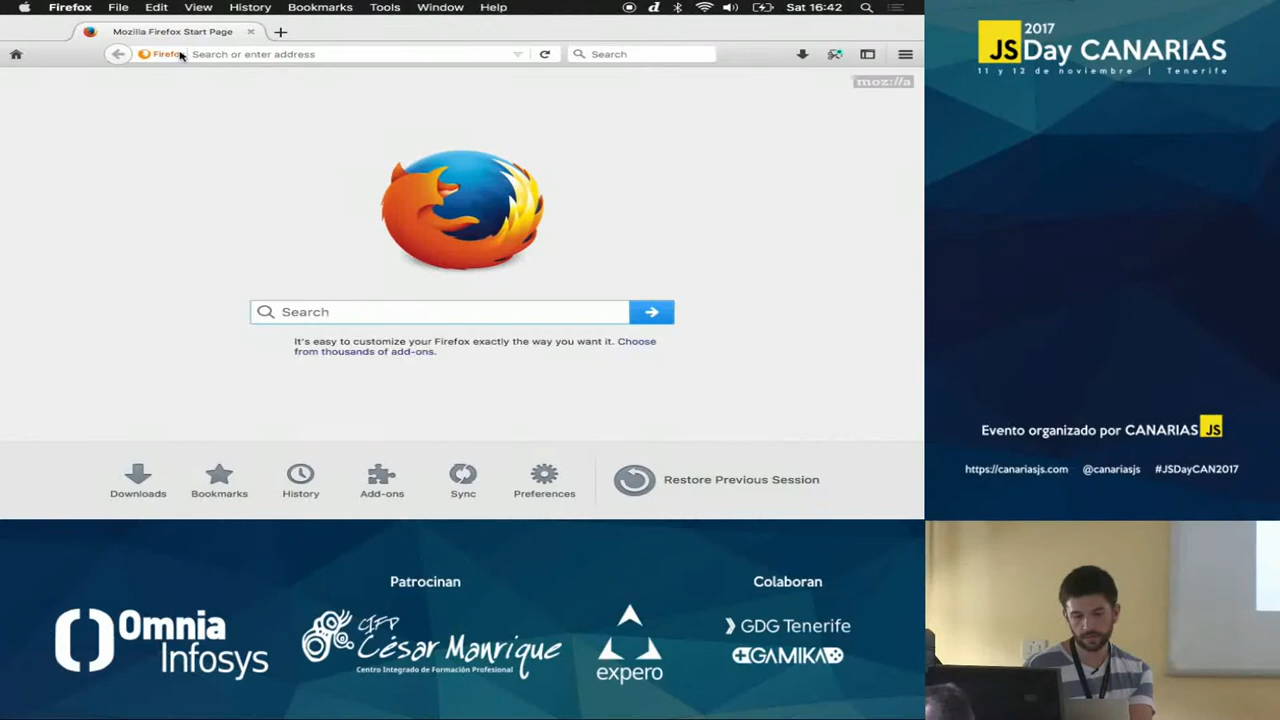 Firefox File Edit View History Bookmarks Tools Window Help
Sat 16:42
Mozilla Firefox Start Page
Firefox
Search or enter address
Search
mozilla
Search
It's easy to customize your Firefox exactly the way you want it. Choose
from thousands of add-ons.
Downloads
Bookmarks
History
Add-ons
Sync
Preferences
Restore Previous Session
2017
JSDay CANARIAS
11 y 12 de noviembre | Tenerife
Evento organizado por CANARIAS JS
https://canariasjs.com @canariasjs #JSDayCAN2017
Patrocinan
Omnia
Infosys
CIFP
César Manrique
Centro Integrado de Formación Profesional
expero
Colaboran
GDG Tenerife
GAMIKA